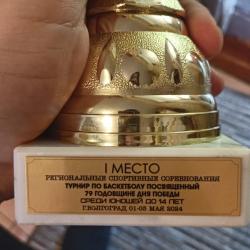 I МЕСТО
РЕГИОНАЛЬНЫЕ СПОРТИВНЫЕ СОРЕВНОВАНИЯ
ТУРНИР ПО БАСКЕТБОЛУ ПОСВЯЩЕННЫЙ
79 ГОДОВЩИНЕ ДНЯ ПОБЕДЫ
СРЕДИ ЮНОШЕЙ ДО 14 ЛЕТ
Г.ВОЛГОГРАД 01-03 МАЯ 2024